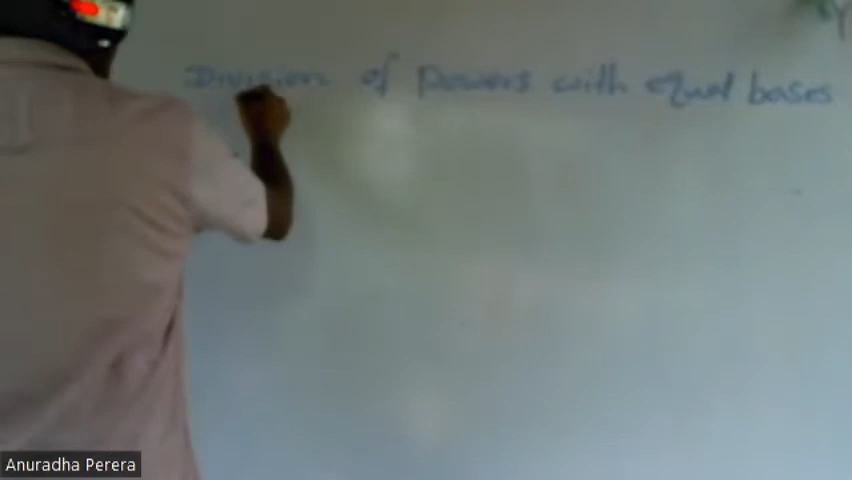 Division of Powers with equal bases
Anuradha Perera